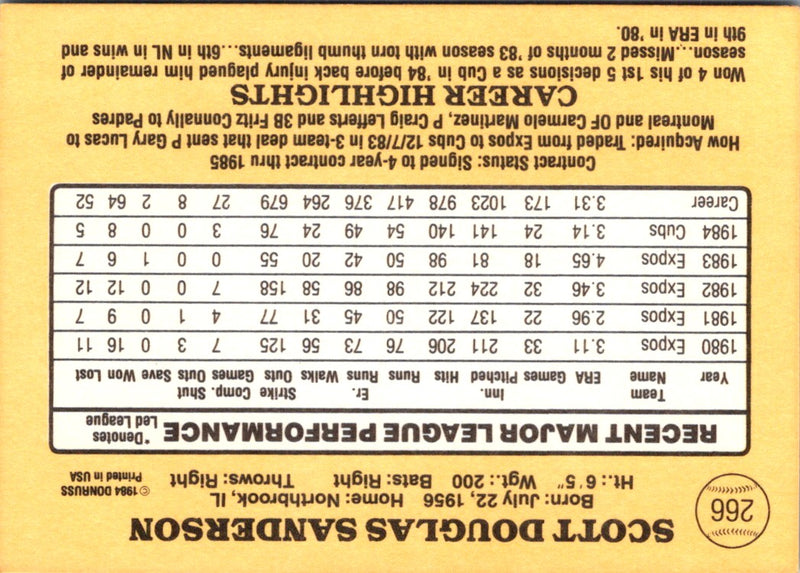 266
SCOTT DOUGLAS SANDERSON
Born: July 22, 1956 Home: Northbrook, IL
Ht.: 6'5" Wgt.: 200 Bats: Right Throws: Right
©1984 DONRUSS
Printed in USA
RECENT MAJOR LEAGUE PERFORMANCE
*Denotes
Led League
Team Inn. Er. Strike Comp. Shut
Year Name ERA Games Pitched Hits Runs Runs Walks Outs Games Outs Save Won Lost
1980 Expos 3.11 33 211 206 76 73 56 125 7 3 0 16 11
1981 Expos 2.96 22 137 122 50 45 31 77 4 1 0 9 7
1982 Expos 3.46 32 224 212 98 86 58 158 7 0 0 12 12
1983 Expos 4.65 18 81 98 50 42 20 55 0 0 1 6 7
1984 Cubs 3.14 24 141 140 54 49 24 76 3 0 0 8 5
Career 3.31 173 1023 978 417 376 264 679 27 8 2 64 52
Contract Status: Signed to 4-year contract thru 1985
How Acquired: Traded from Expos to Cubs 12/7/83 in 3-team deal that sent P Gary Lucas to
Montreal and OF Carmelo Martinez, P Craig Lefferts and 3B Fritz Connally to Padres
CAREER HIGHLIGHTS
Won 4 of his 1st 5 decisions as a Cub in '84 before back injury plagued him remainder of
season...Missed 2 months of '83 season with torn thumb ligaments...6th in NL in wins and
9th in ERA in '80.